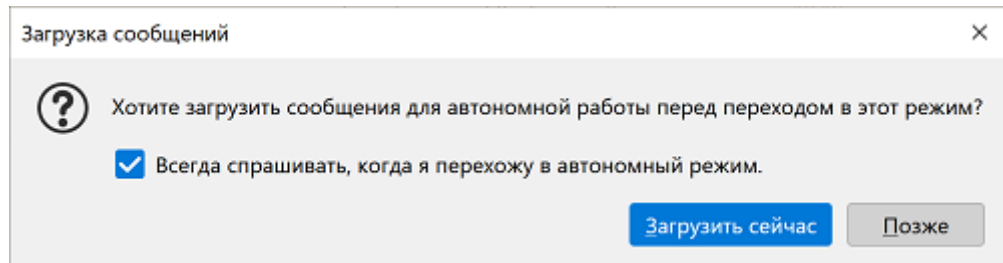 Загрузка сообщений
Хотите загрузить сообщения для автономной работы перед переходом в этот режим?
Всегда спрашивать, когда я перехожу в автономный режим.
Загрузить сейчас
Позже